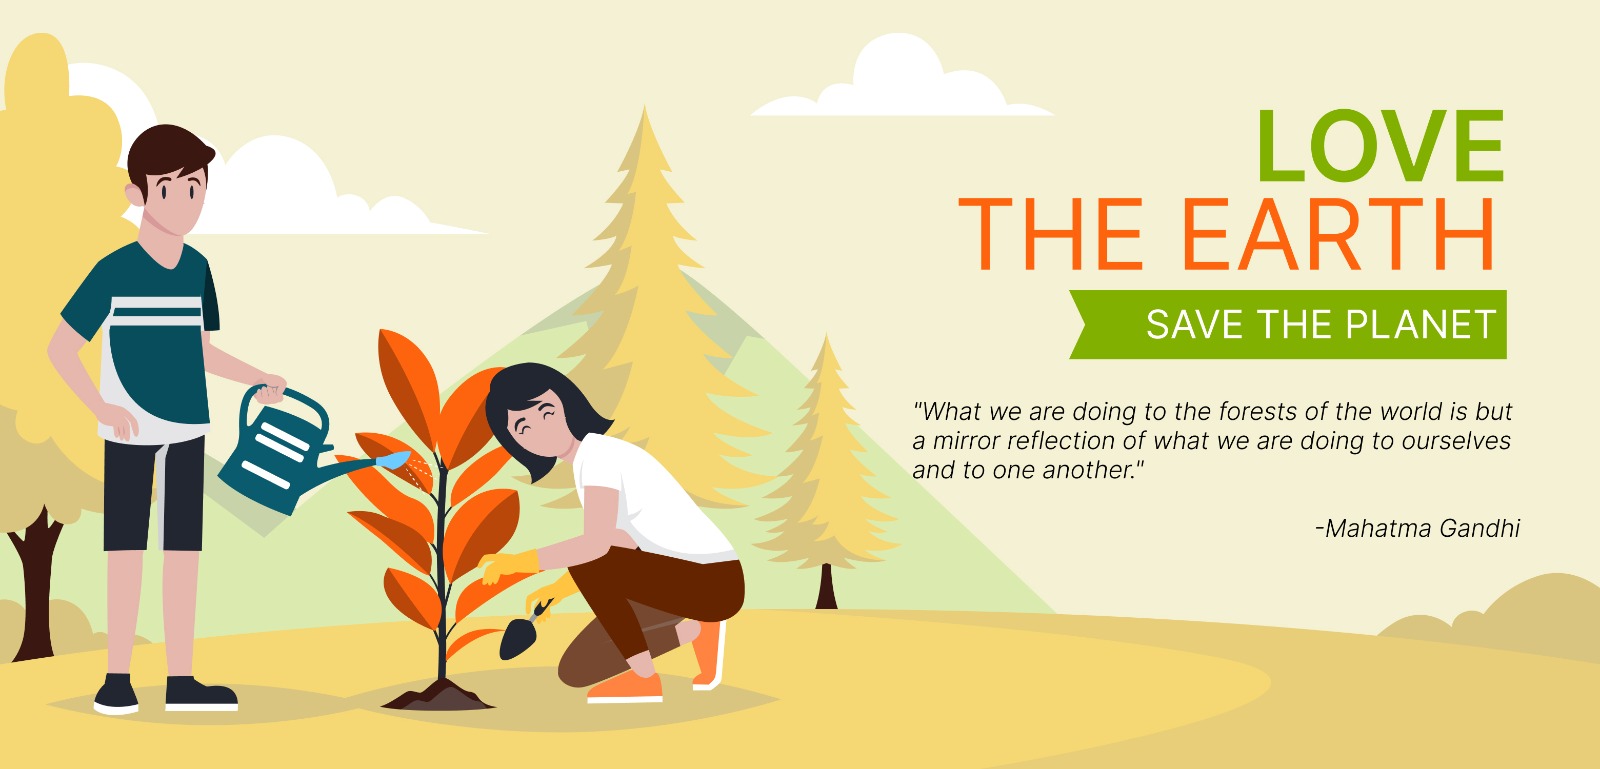 LOVE
THE EARTH
SAVE THE PLANET
"What we are doing to the forests of the world is but
a mirror reflection of what we are doing to ourselves
and to one another."
-Mahatma Gandhi